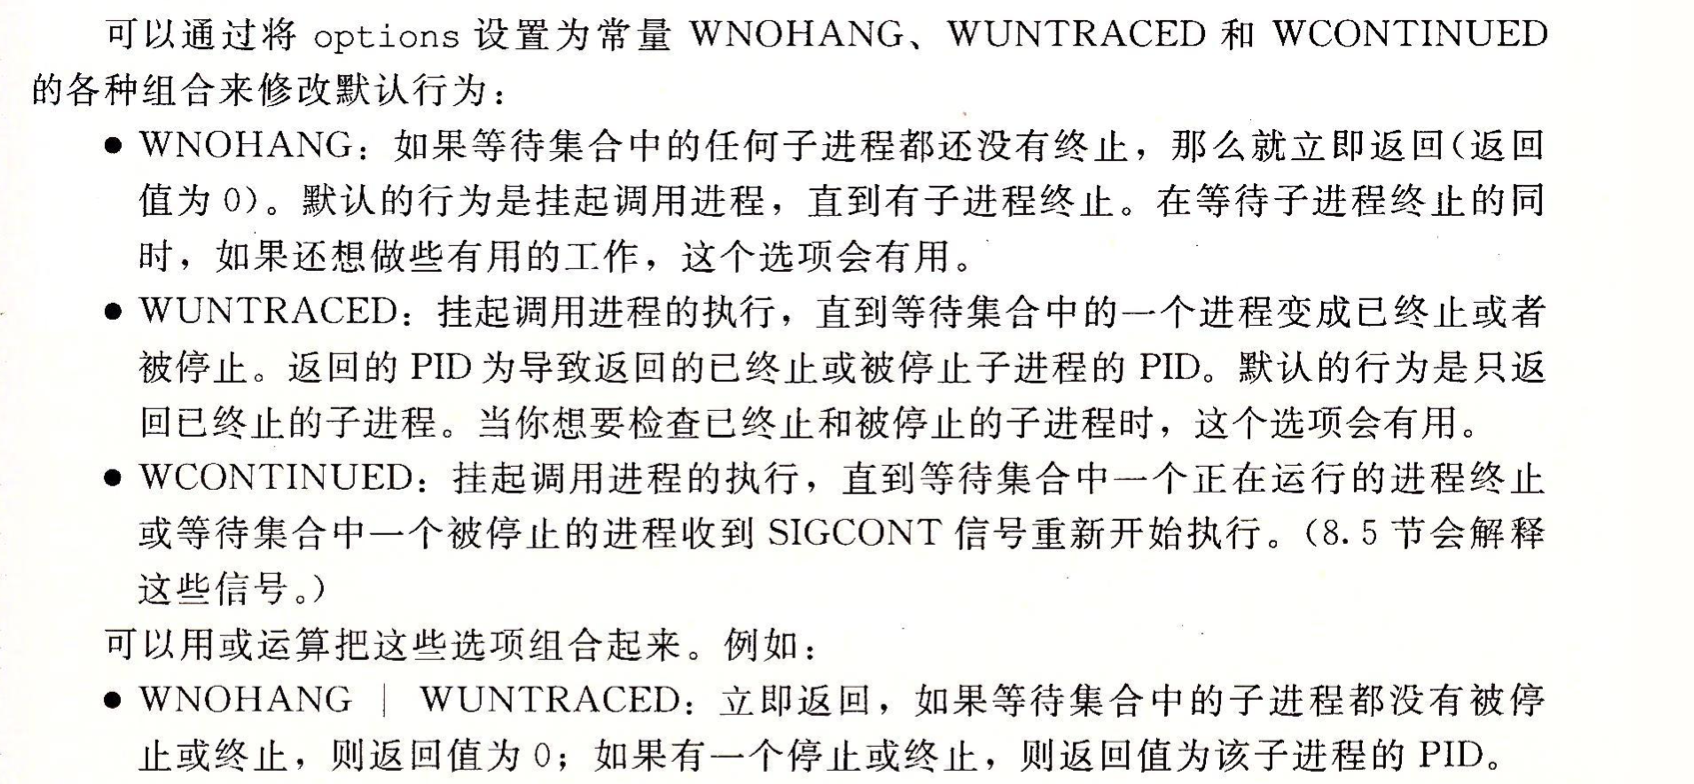 可以通过将 options 设置为常量 WNOHANG、WUNTRACED 和 WCONTINUED
的各种组合来修改默认行为：
● WNOHANG：如果等待集合中的任何子进程都还没有终止，那么就立即返回(返回
值为 0)。默认的行为是挂起调用进程，直到有子进程终止。在等待子进程终止的同
时，如果还想做些有用的工作，这个选项会有用。
● WUNTRACED：挂起调用进程的执行，直到等待集合中的一个进程变成已终止或者
被停止。返回的 PID 为导致返回的已终止或被停止子进程的 PID。默认的行为是只返
回已终止的子进程。当你想要检查已终止和被停止的子进程时，这个选项会有用。
● WCONTINUED：挂起调用进程的执行，直到等待集合中一个正在运行的进程终止
或等待集合中一个被停止的进程收到 SIGCONT 信号重新开始执行。(8.5 节会解释
这些信号。)
可以用或运算把这些选项组合起来。例如：
● WNOHANG | WUNTRACED：立即返回，如果等待集合中的子进程都没有被停
止或终止，则返回值为 0；如果有一个停止或终止，则返回值为该子进程的 PID。